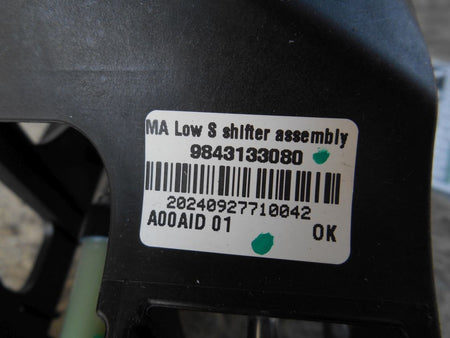 MA Low S shifter assembly
9843133080
20240927710042
A00AID 01 OK